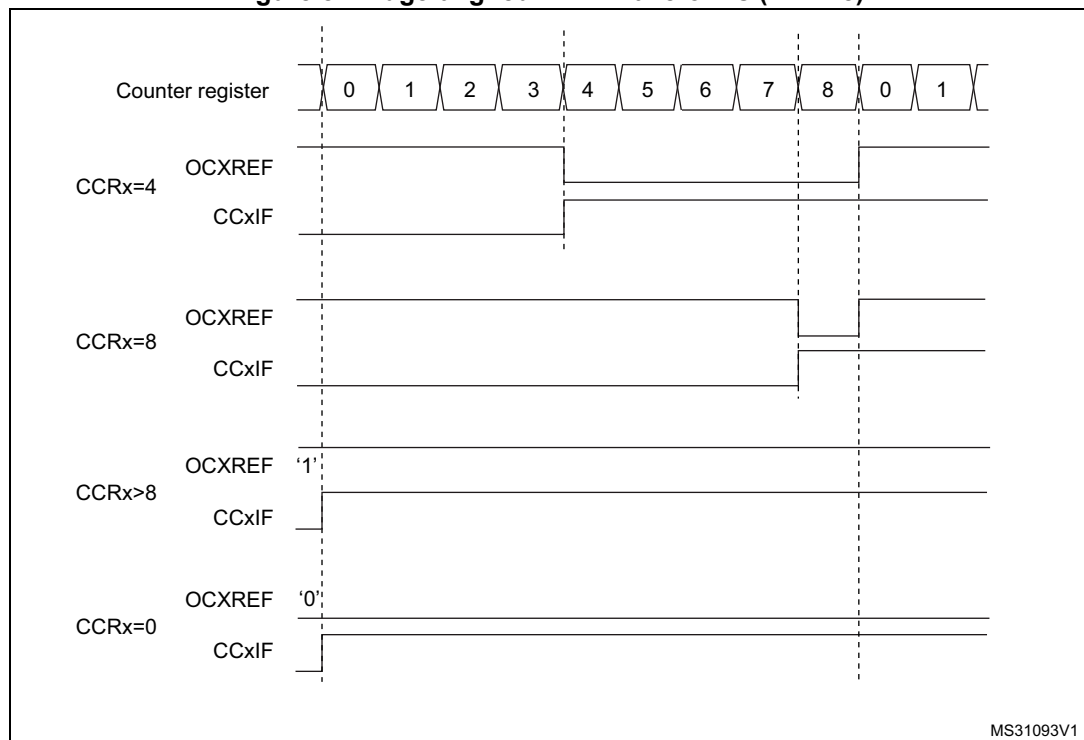 Counter register 0 1 2 3 4 5 6 7 8 0 1
OCXREF
CCRx=4
CCxIF
OCXREF
CCRx=8
CCxIF
OCXREF ‘1’
CCRx>8
CCxIF
OCXREF ‘0’
CCRx=0
CCxIF
MS31093V1